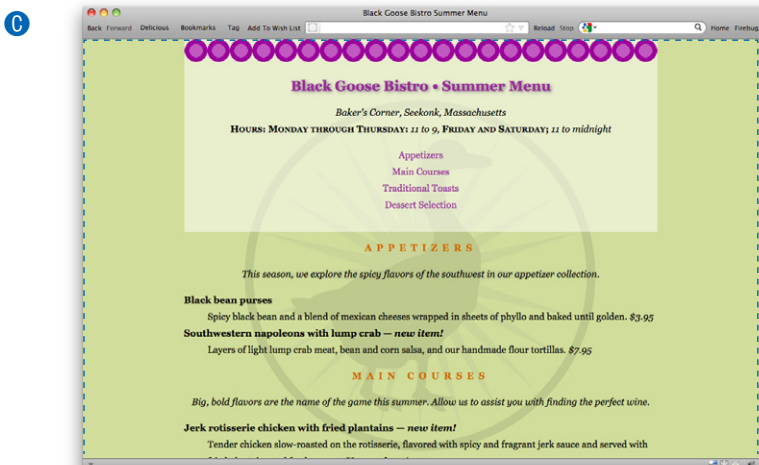 C
Black Goose Bistro Summer Menu
Back Forward Delicious Bookmarks Tag Add To Wish List Reload Stop Home Firebug
Black Goose Bistro • Summer Menu
Baker's Corner, Seekonk, Massachusetts
Hours: Monday through Thursday: 11 to 9, Friday and Saturday; 11 to midnight
Appetizers
Main Courses
Traditional Toasts
Dessert Selection
APPETIZERS
This season, we explore the spicy flavors of the southwest in our appetizer collection.
Black bean purses
Spicy black bean and a blend of mexican cheeses wrapped in sheets of phyllo and baked until golden. $3.95
Southwestern napoleons with lump crab — new item!
Layers of light lump crab meat, bean and corn salsa, and our handmade flour tortillas. $7.95
MAIN COURSES
Big, bold flavors are the name of the game this summer. Allow us to assist you with finding the perfect wine.
Jerk rotisserie chicken with fried plantains — new item!
Tender chicken slow-roasted on the rotisserie, flavored with spicy and fragrant jerk sauce and served with